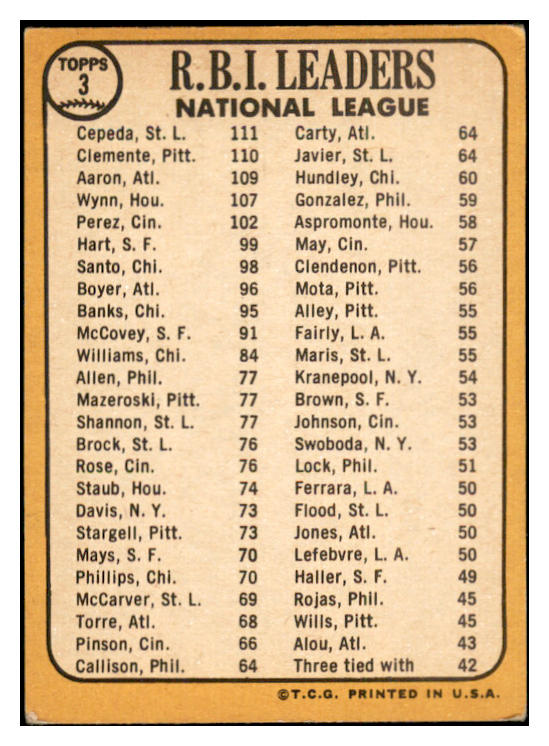 TOPPS
3
R.B.I. LEADERS
NATIONAL LEAGUE
Cepeda, St. L. 111
Clemente, Pitt. 110
Aaron, Atl. 109
Wynn, Hou. 107
Perez, Cin. 102
Hart, S. F. 99
Santo, Chi. 98
Boyer, Atl. 96
Banks, Chi. 95
McCovey, S. F. 91
Williams, Chi. 84
Allen, Phil. 77
Mazeroski, Pitt. 77
Shannon, St. L. 77
Brock, St. L. 76
Rose, Cin. 76
Staub, Hou. 74
Davis, N. Y. 73
Stargell, Pitt. 73
Mays, S. F. 70
Phillips, Chi. 70
McCarver, St. L. 69
Torre, Atl. 68
Pinson, Cin. 66
Callison, Phil. 64
Carty, Atl. 64
Javier, St. L. 64
Hundley, Chi. 60
Gonzalez, Phil. 59
Aspromonte, Hou. 58
May, Cin. 57
Clendenon, Pitt. 56
Mota, Pitt. 56
Alley, Pitt. 55
Fairly, L. A. 55
Maris, St. L. 55
Kranepool, N. Y. 54
Brown, S. F. 53
Johnson, Cin. 53
Swoboda, N. Y. 53
Lock, Phil. 51
Ferrara, L. A. 50
Flood, St. L. 50
Jones, Atl. 50
Lefebvre, L. A. 50
Haller, S. F. 49
Rojas, Phil. 45
Wills, Pitt. 45
Alou, Atl. 43
Three tied with 42
©T.C.G. PRINTED IN U.S.A.